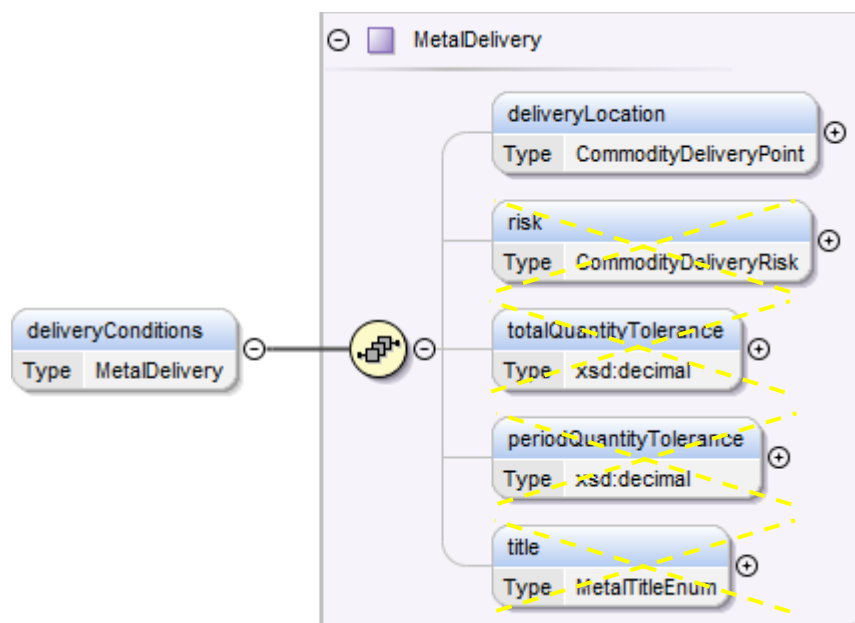 MetalDelivery
deliveryLocation
Type CommodityDeliveryPoint
risk
Type CommodityDeliveryRisk
deliveryConditions
Type MetalDelivery
totalQuantityTolerance
Type xsd:decimal
periodQuantityTolerance
Type xsd:decimal
title
Type MetalTitleEnum